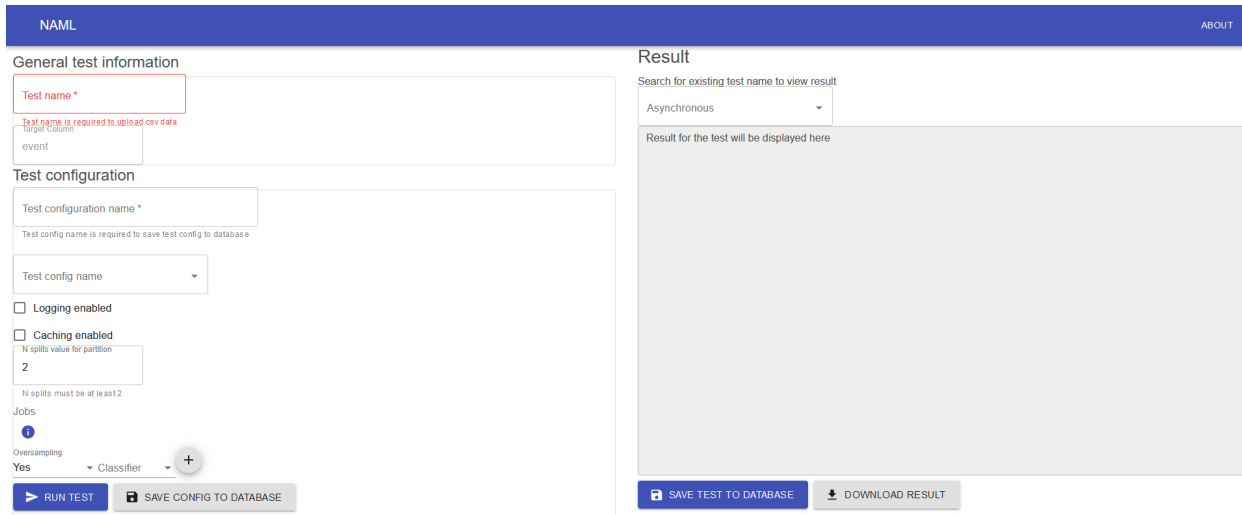 NAML
ABOUT
General test information
Test name *
Test name is required to upload csv data
Target Column
event
Test configuration
Test configuration name *
Test config name is required to save test config to database
Test config name
Logging enabled
Caching enabled
N splits value for partition
2
N splits must be at least 2
Jobs
Oversampling
Yes
Classifier
RUN TEST
SAVE CONFIG TO DATABASE
Result
Search for existing test name to view result
Asynchronous
Result for the test will be displayed here
SAVE TEST TO DATABASE
DOWNLOAD RESULT